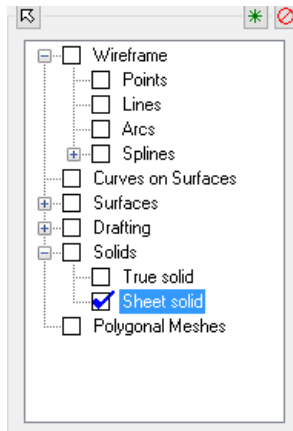 Wireframe
Points
Lines
Arcs
Splines
Curves on Surfaces
Surfaces
Drafting
Solids
True solid
Sheet solid
Polygonal Meshes